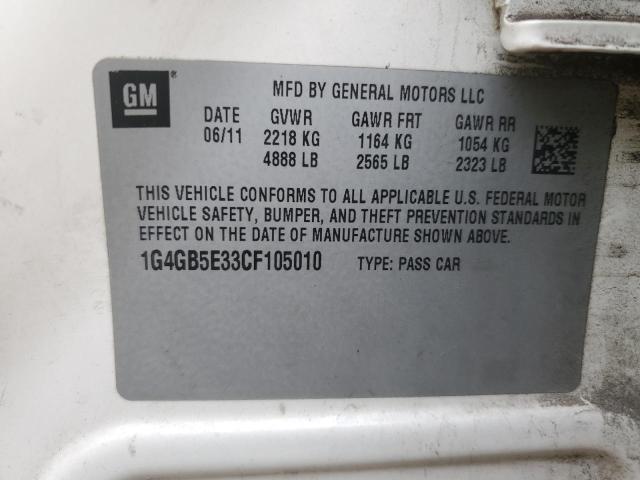 GM ®
MFD BY GENERAL MOTORS LLC
DATE GVWR GAWR FRT GAWR RR
06/11 2218 KG 1164 KG 1054 KG
4888 LB 2565 LB 2323 LB
THIS VEHICLE CONFORMS TO ALL APPLICABLE U.S. FEDERAL MOTOR
VEHICLE SAFETY, BUMPER, AND THEFT PREVENTION STANDARDS IN
EFFECT ON THE DATE OF MANUFACTURE SHOWN ABOVE.
1G4GB5E33CF105010 TYPE: PASS CAR